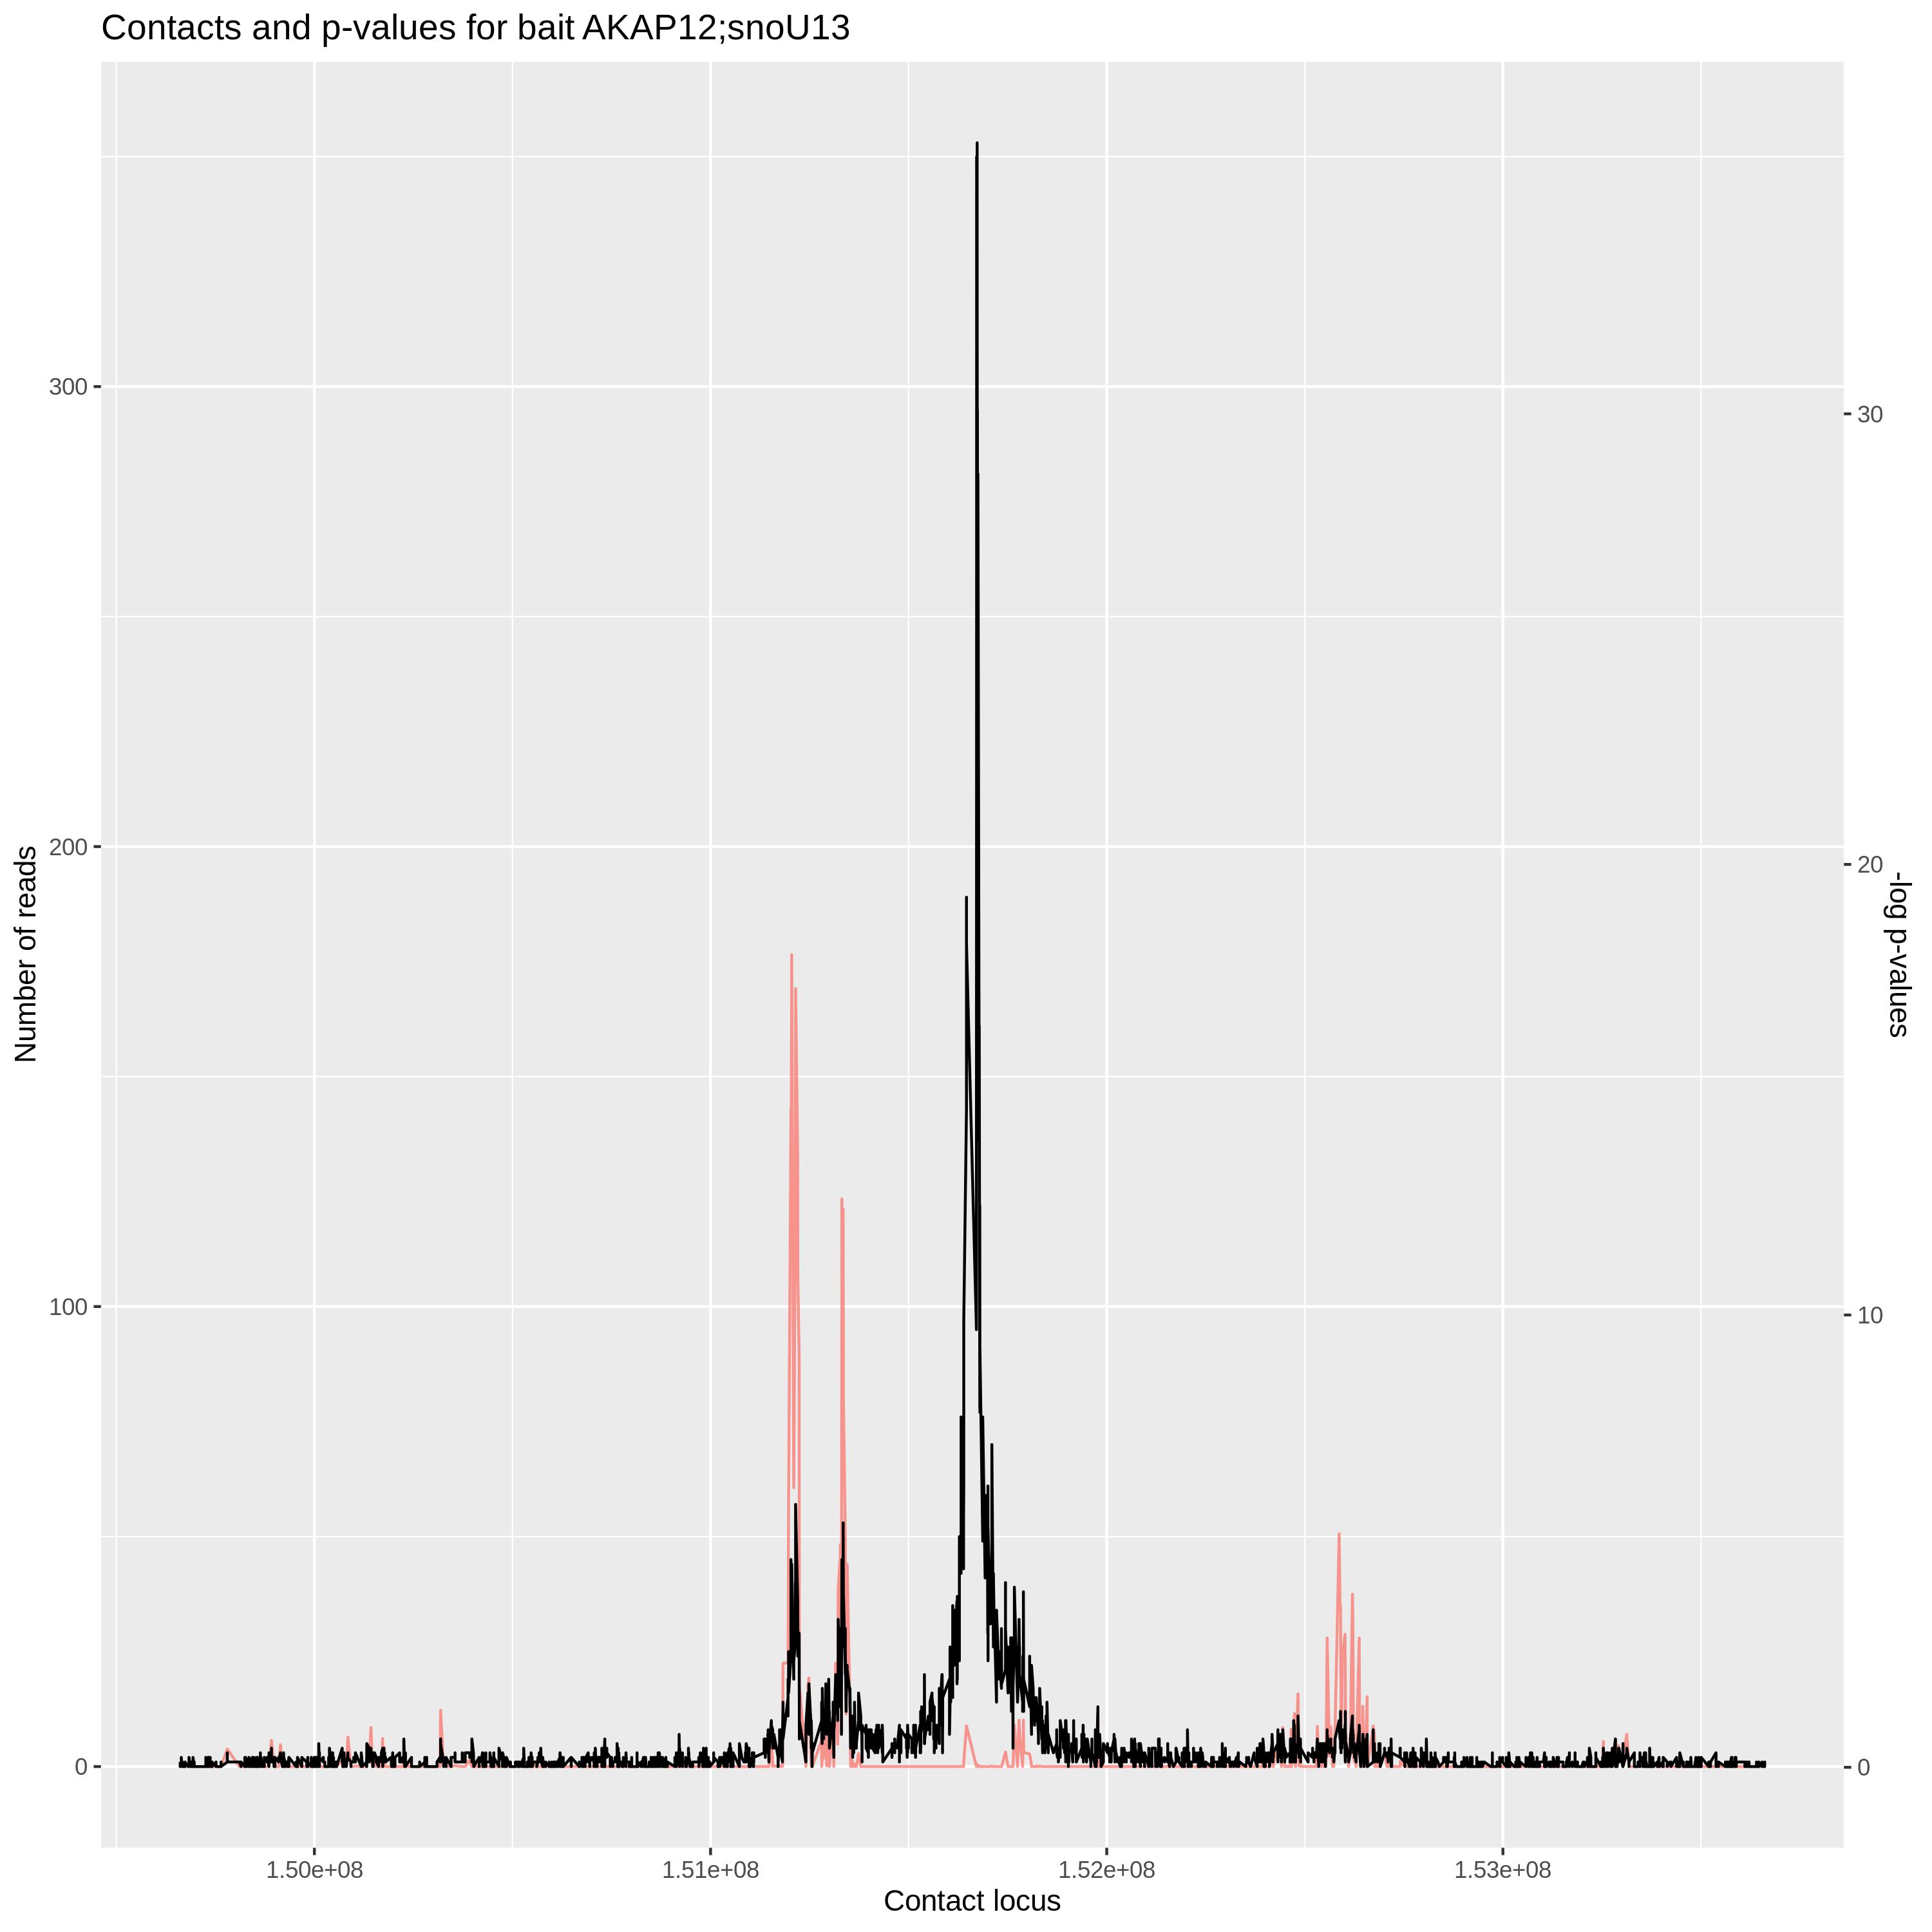 Contacts and p-values for bait AKAP12;snoU13
300
200
100
0
Number of reads
30
20
10
0
-log p-values
1.50e+08
1.51e+08
1.52e+08
1.53e+08
Contact locus